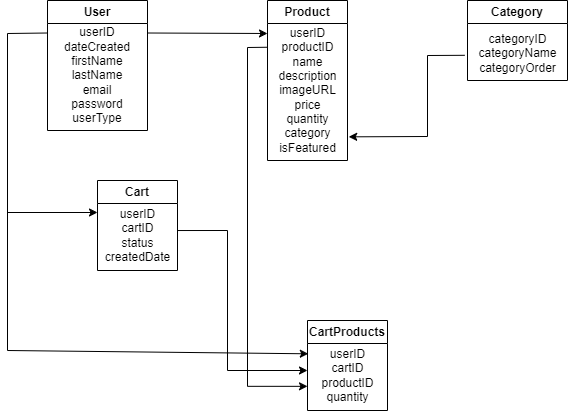 User
userID
dateCreated
firstName
lastName
email
password
userType
Product
userID
productID
name
description
imageURL
price
quantity
category
isFeatured
Category
categoryID
categoryName
categoryOrder
Cart
userID
cartID
status
createdDate
CartProducts
userID
cartID
productID
quantity